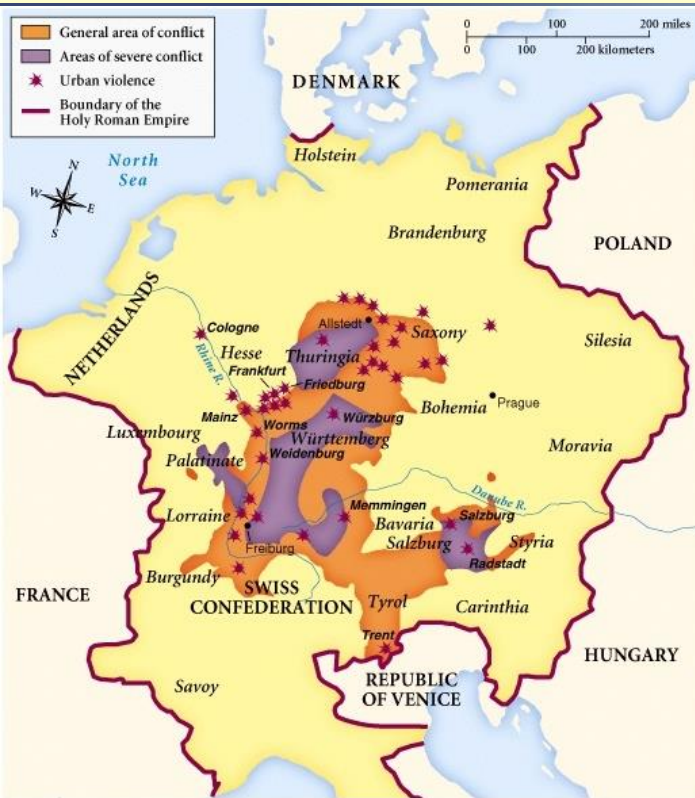 General area of conflict
Areas of severe conflict
Urban violence
Boundary of the
Holy Roman Empire
0 100 200 miles
0 100 200 kilometers
DENMARK
North
Sea
N
W
E
S
Holstein
Pomerania
Brandenburg
POLAND
NETHERLANDS
Cologne
Rhine R.
Hesse
Allstedt
Saxony
Thuringia
Silesia
Frankfurt
Friedburg
Mainz
Worms
Würzburg
Bohemia
Prague
Luxembourg
Württemberg
Weidenburg
Moravia
Palatinate
Danube R.
Lorraine
Memmingen
Bavaria
Salzburg
Salzburg
Styria
Freiburg
Radstadt
Burgundy
SWISS
CONFEDERATION
FRANCE
Tyrol
Carinthia
Trent
HUNGARY
REPUBLIC
OF VENICE
Savoy